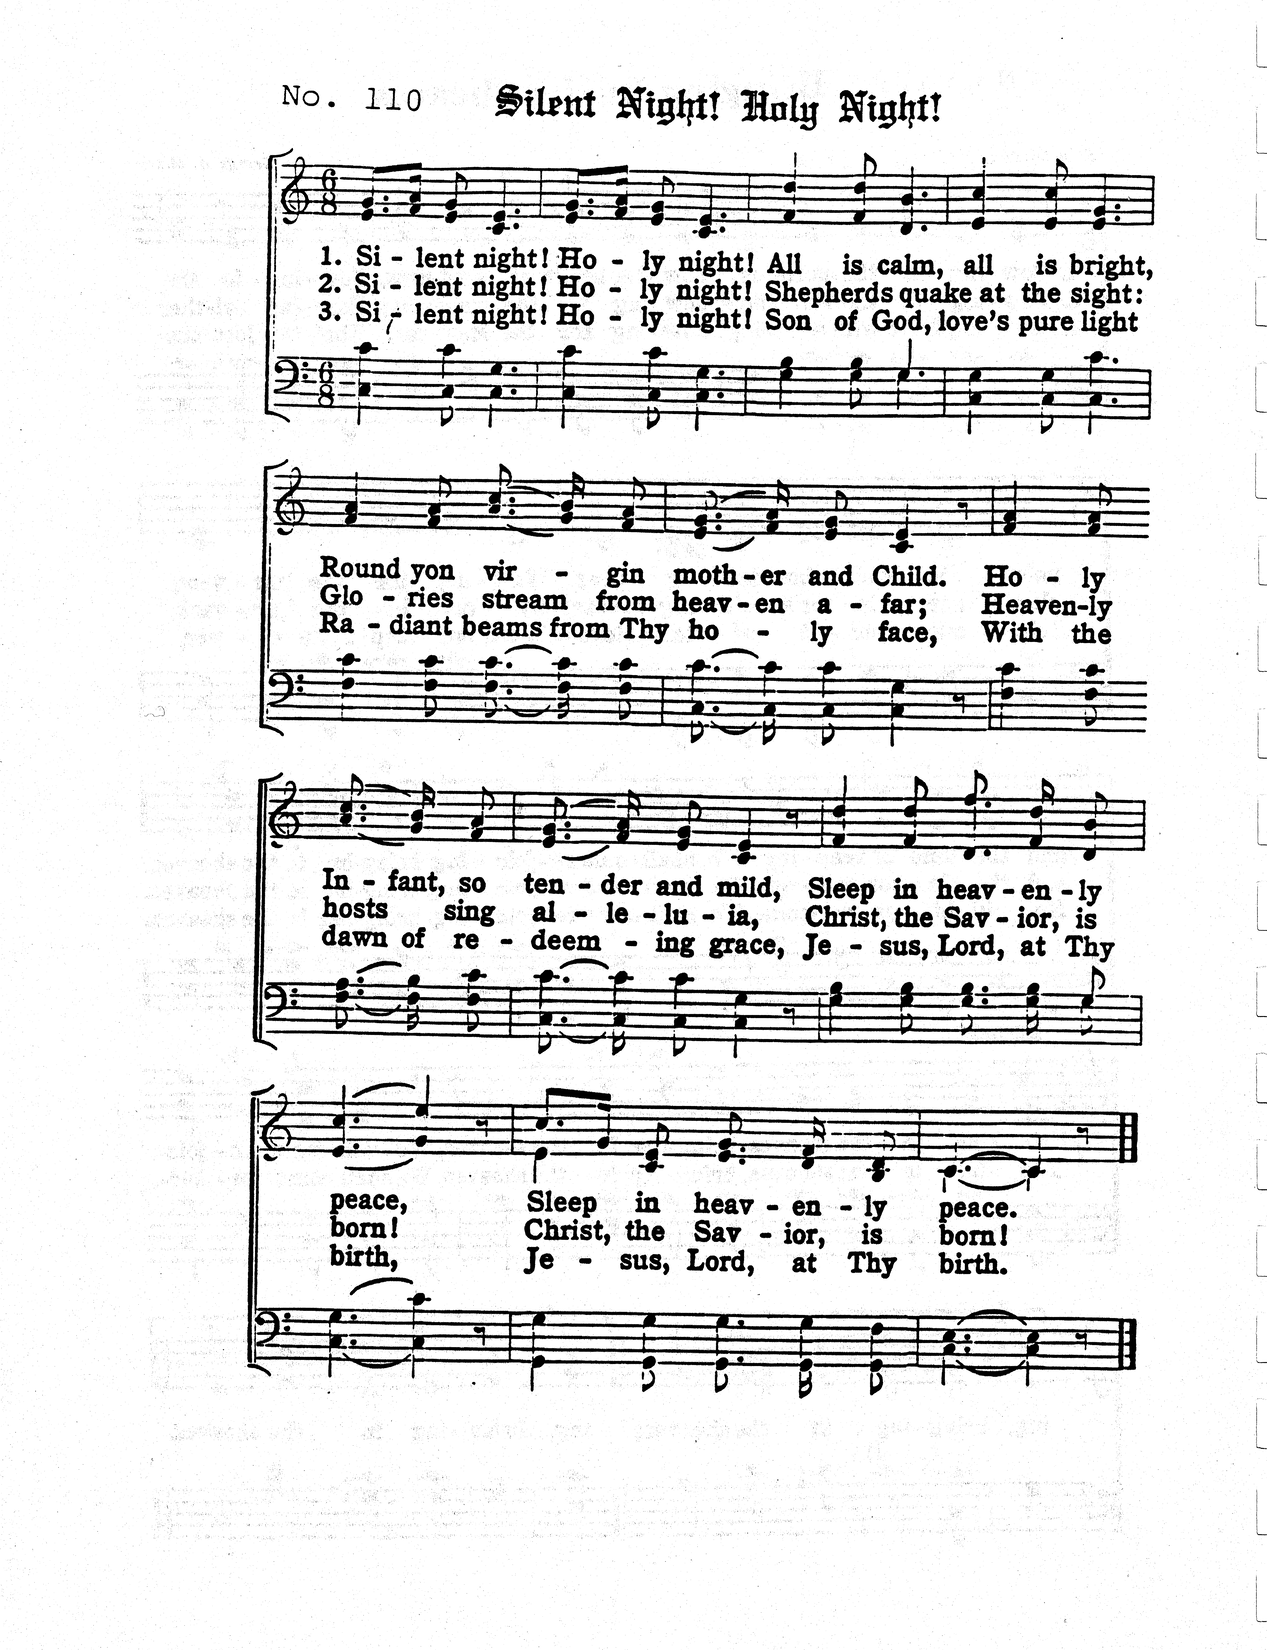 No. 110 Silent Night! Holy Night!
1. Si - lent night! Ho - ly night! All is calm, all is bright,
2. Si - lent night! Ho - ly night! Shepherds quake at the sight:
3. Si - lent night! Ho - ly night! Son of God, love's pure light
Round yon vir - gin moth - er and Child. Ho - ly
Glo - ries stream from heav - en a - far; Heaven-ly
Ra - diant beams from Thy ho - ly face, With the
In - fant, so ten - der and mild, Sleep in heav - en - ly
hosts sing al - le - lu - ia, Christ, the Sav - ior, is
dawn of re - deem - ing grace, Je - sus, Lord, at Thy
peace, Sleep in heav - en - ly peace.
born! Christ, the Sav - ior, is born!
birth, Je - sus, Lord, at Thy birth.